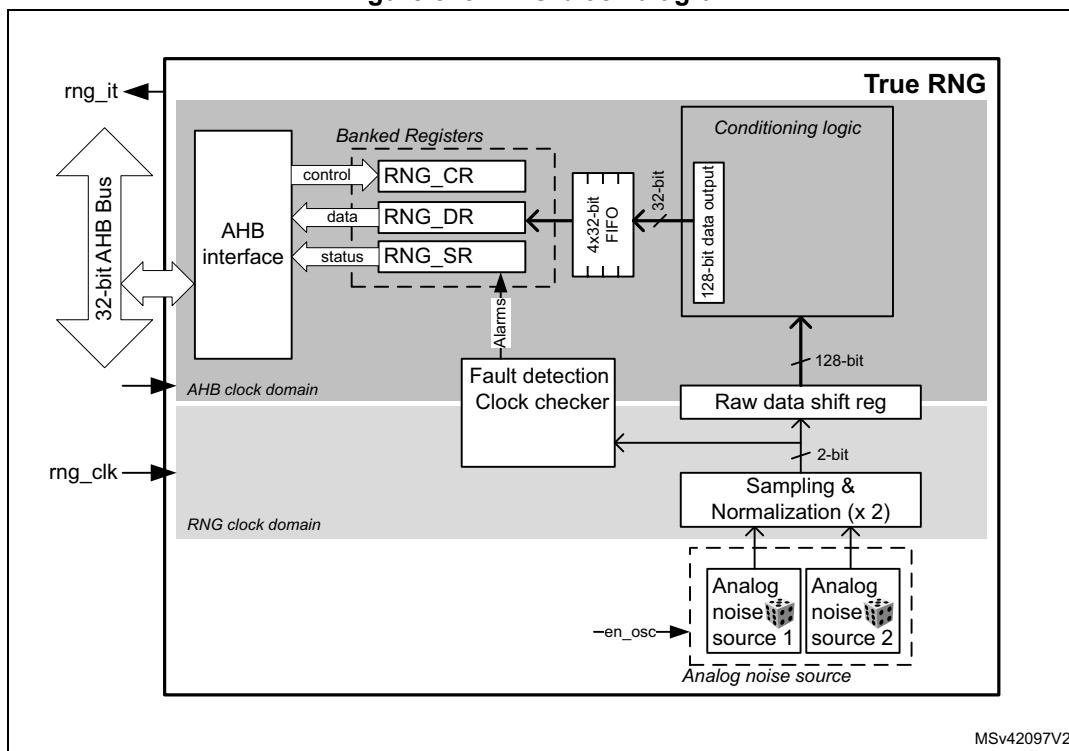 True RNG
rng_it
Banked Registers
Conditioning logic
control
RNG_CR
data
RNG_DR
status
RNG_SR
AHB
interface
32-bit AHB Bus
4x32-bit
FIFO
32-bit
128-bit data output
Alarms
Fault detection
Clock checker
128-bit
AHB clock domain
Raw data shift reg
2-bit
rng_clk
Sampling &
Normalization (x 2)
RNG clock domain
Analog
noise
source 1
Analog
noise
source 2
en_osc
Analog noise source
MSv42097V2